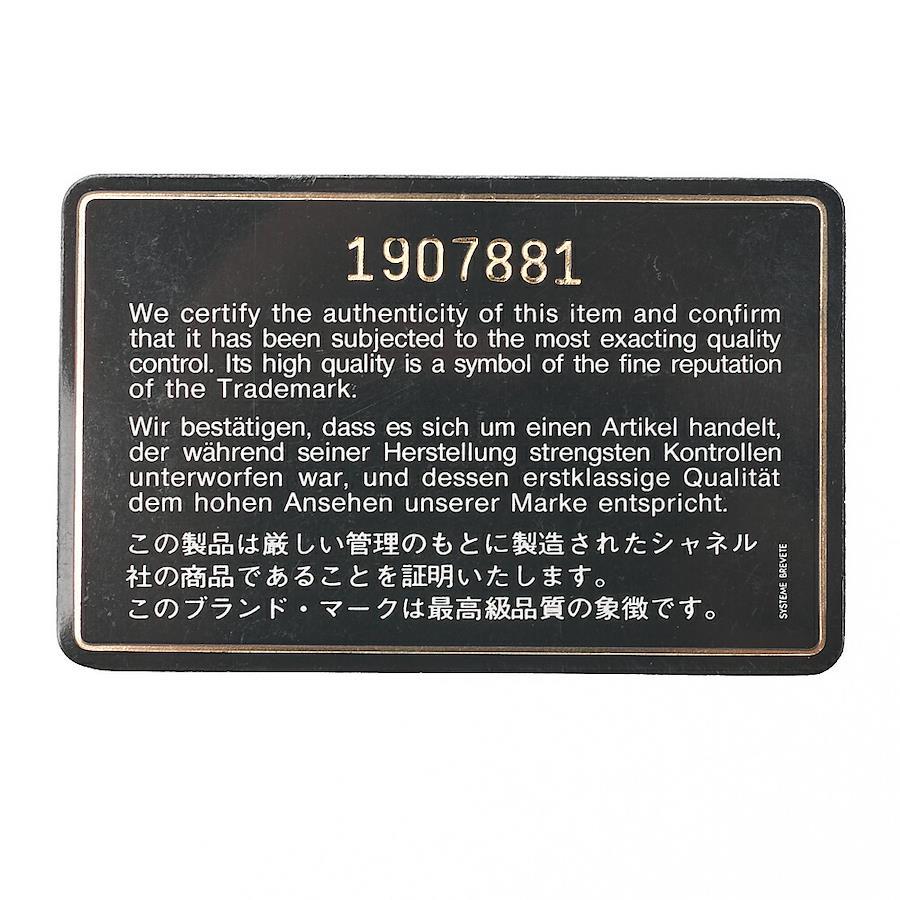 1907881
We certify the authenticity of this item and confirm
that it has been subjected to the most exacting quality
control. Its high quality is a symbol of the fine reputation
of the Trademark.
Wir bestätigen, dass es sich um einen Artikel handelt,
der während seiner Herstellung strengsten Kontrollen
unterworfen war, und dessen erstklassige Qualität
dem hohen Ansehen unserer Marke entspricht.
この製品は厳しい管理のもとに製造されたシャネル
社の商品であることを証明いたします。
このブランド・マークは最高級品質の象徴です。
SYSTEME BREVETE